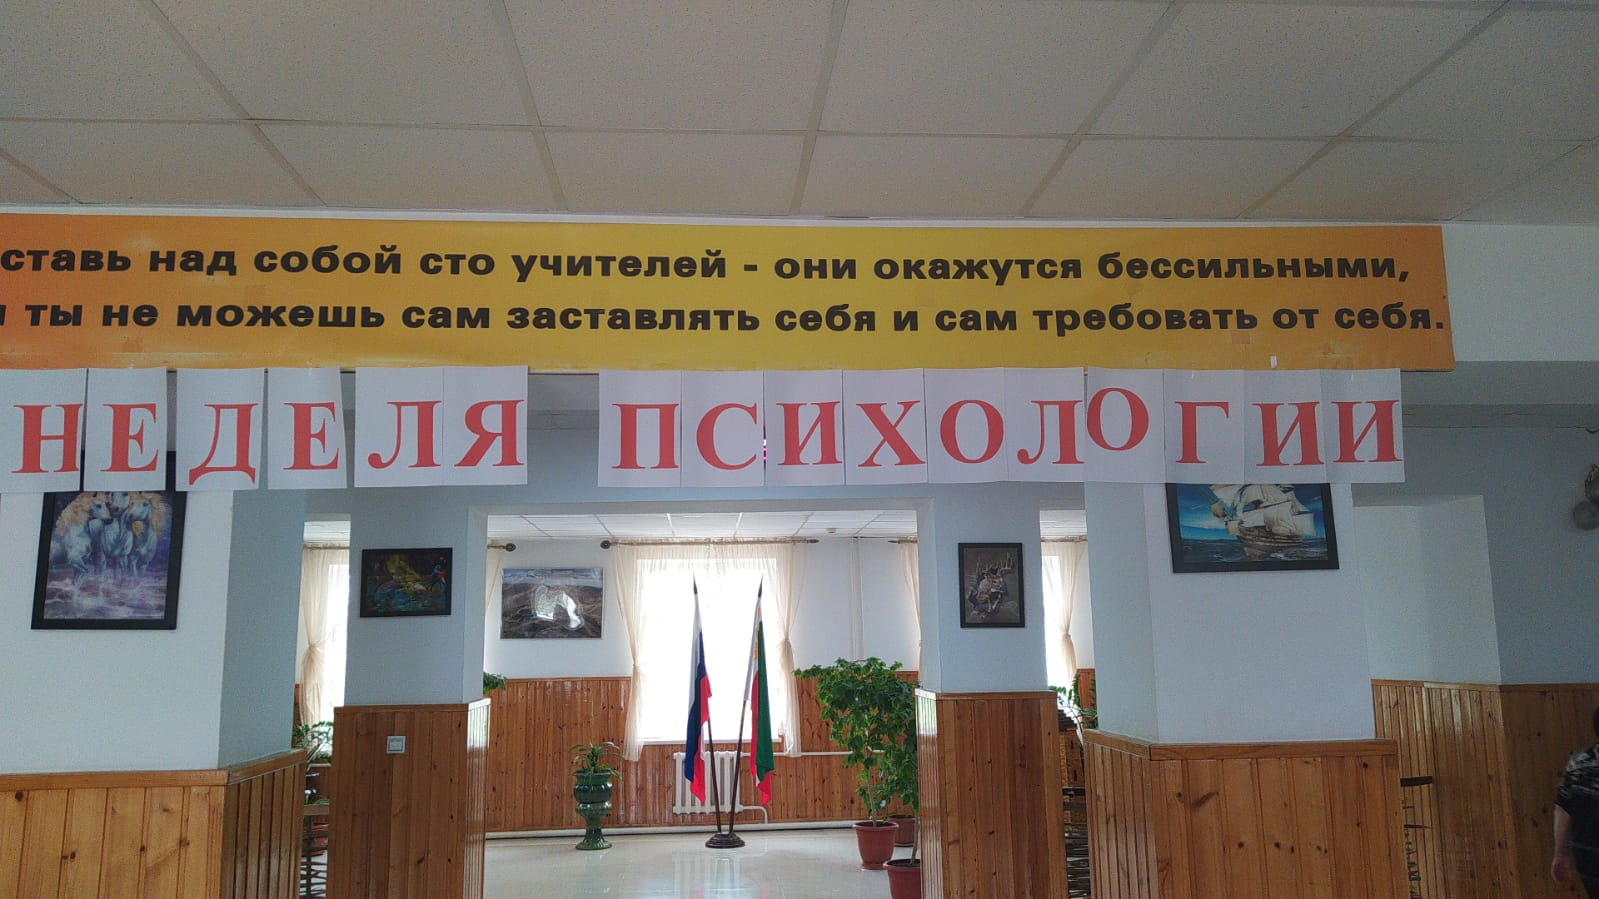 ставь над собой сто учителей - они окажутся бессильными,
ты не можешь сам заставлять себя и сам требовать от себя.
НЕДЕЛЯ ПСИХОЛОГИИ